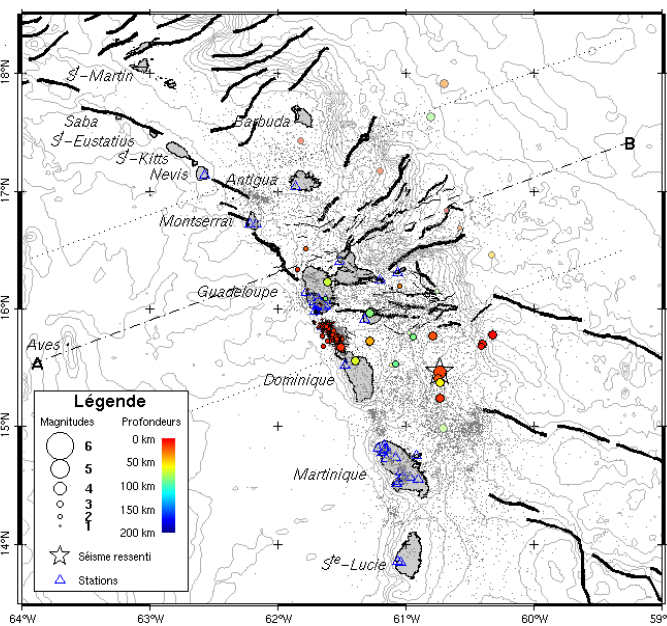 18°N
17°N
16°N
15°N
14°N
64°W
63°W
62°W
61°W
60°W
59°
Sᵗ-Martin
Saba
Sᵗ-Eustatius
Sᵗ-Kitts
Nevis
Barbuda
Antigua
Montserrat
Guadeloupe
Aves
A
B
Dominique
Martinique
Sᵗᵉ-Lucie
Légende
Magnitudes
Profondeurs
6
5
4
3
2
1
0 km
50 km
100 km
150 km
200 km
Séisme ressenti
Stations